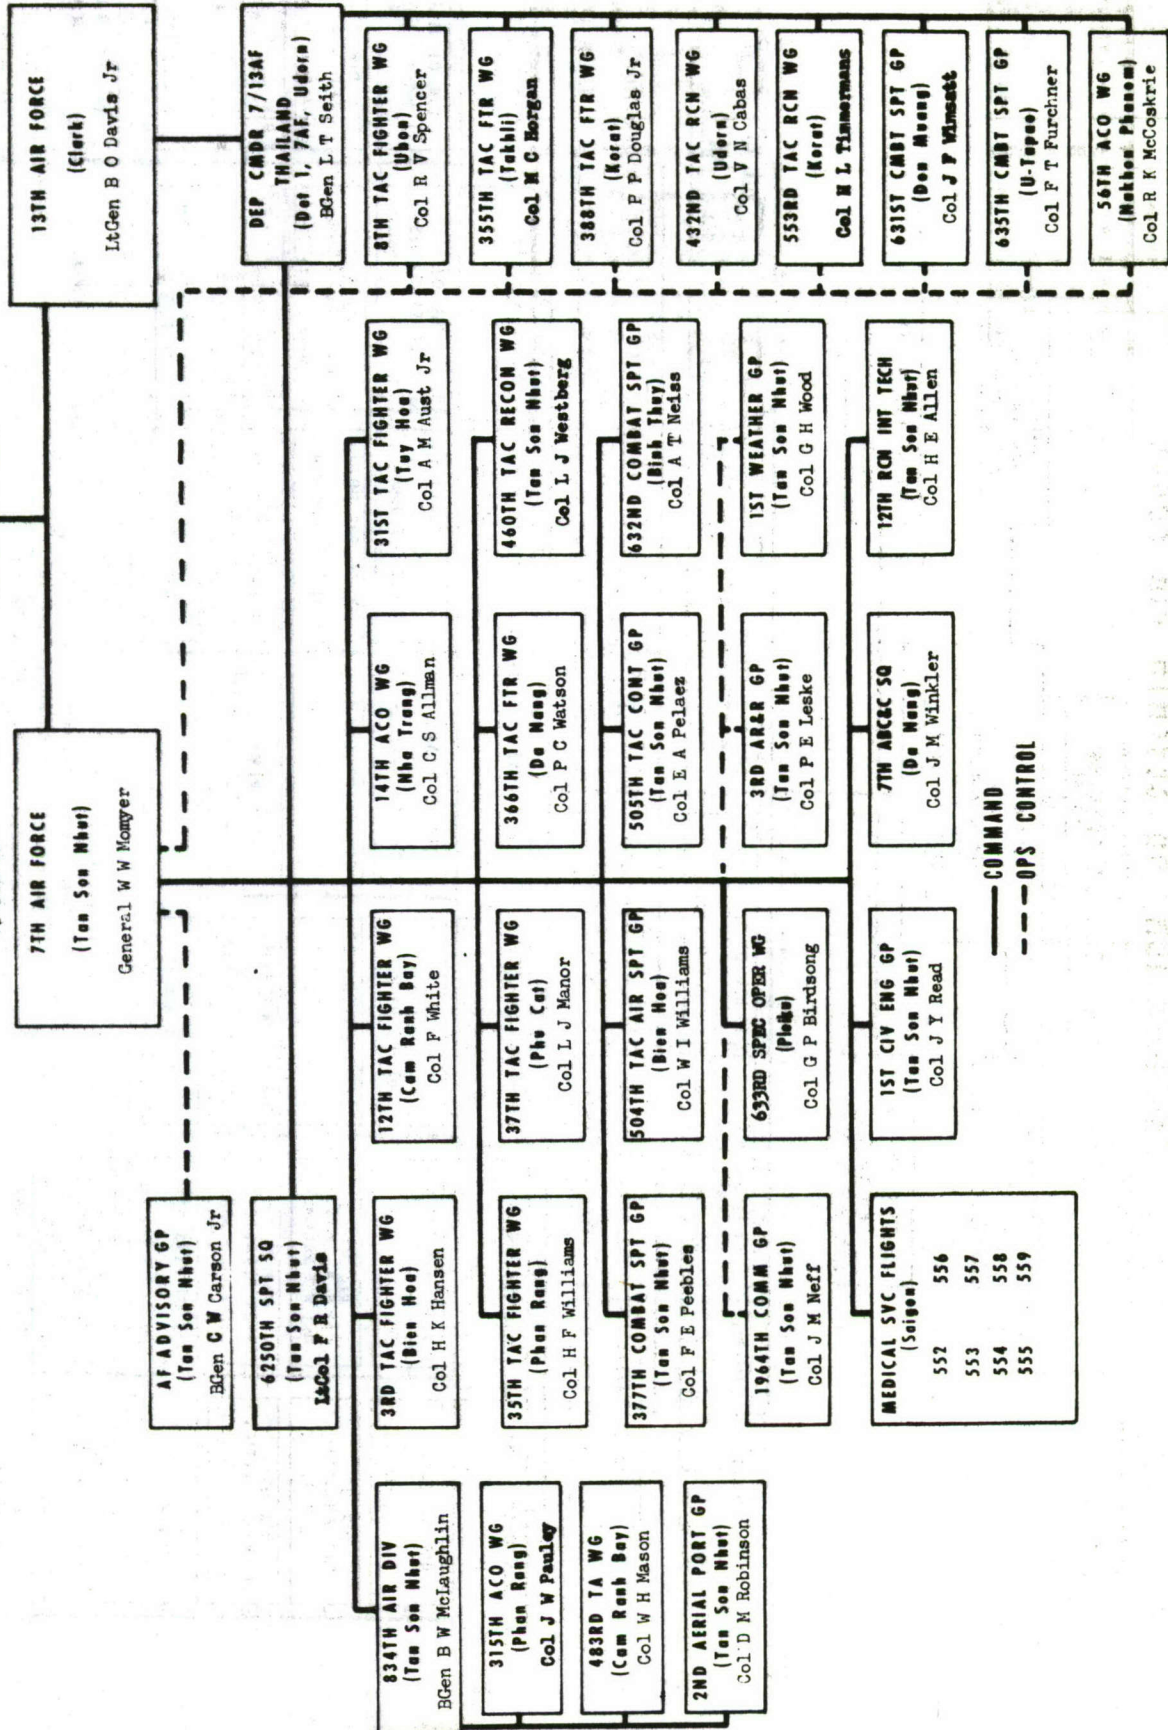 7TH AIR FORCE
(Tan Son Nhut)
General W W Momyer
13TH AIR FORCE
(Clark)
LtGen B O Davis Jr
AF ADVISORY GP
(Tan Son Nhut)
BGen C W Carson Jr
6250TH SPT SQ
(Tan Son Nhut)
LtCol F R Davis
DEP CMDR 7/13AF
THAILAND
(Det 1, 7AF, Udorn)
BGen L T Seith
834TH AIR DIV
(Tan Son Nhut)
BGen B W McLaughlin
315TH ACO WG
(Phan Rang)
Col J W Pauley
483RD TA WG
(Cam Ranh Bay)
Col W H Mason
2ND AERIAL PORT GP
(Tan Son Nhut)
Col D M Robinson
3RD TAC FIGHTER WG
(Bien Hoa)
Col H K Hansen
12TH TAC FIGHTER WG
(Cam Ranh Bay)
Col F White
14TH ACO WG
(Nha Trang)
Col C S Allman
31ST TAC FIGHTER WG
(Tuy Hoa)
Col A M Aust Jr
35TH TAC FIGHTER WG
(Phan Rang)
Col H F Williams
37TH TAC FIGHTER WG
(Phu Cat)
Col L J Manor
366TH TAC FTR WG
(Da Nang)
Col P C Watson
460TH TAC RECON WG
(Tan Son Nhut)
Col L J Westberg
377TH COMBAT SPT GP
(Tan Son Nhut)
Col F E Peebles
504TH TAC AIR SPT GP
(Bien Hoa)
Col W I Williams
505TH TAC CONT GP
(Tan Son Nhut)
Col E A Pelaez
632ND COMBAT SPT GP
(Binh Thuy)
Col A T Neiss
1964TH COMM GP
(Tan Son Nhut)
Col J M Neff
633RD SPEC OPER WG
(Pleiku)
Col G P Birdsong
3RD AR&R GP
(Tan Son Nhut)
Col P E Leske
1ST WEATHER GP
(Tan Son Nhut)
Col G H Wood
MEDICAL SVC FLIGHTS
(Saigon)
552 556
553 557
554 558
555 559
1ST CIV ENG GP
(Tan Son Nhut)
Col J Y Read
7TH ABC&C SQ
(Da Nang)
Col J M Winkler
12TH RCN INT TECH
(Tan Son Nhut)
Col H E Allen
8TH TAC FIGHTER WG
(Ubon)
Col R V Spencer
355TH TAC FTR WG
(Takhli)
Col M C Horgan
388TH TAC FTR WG
(Korat)
Col P P Douglas Jr
432ND TAC RCN WG
(Udorn)
Col V N Cabas
553RD TAC RCN WG
(Korat)
Col N L Timmermans
631ST CMBT SPT GP
(Don Muang)
Col J F Wimsatt
635TH CMBT SPT GP
(U-Tapao)
Col F T Furchner
56TH ACO WG
(Nakhon Phanom)
Col R K McCoskrie
COMMAND
OPS CONTROL